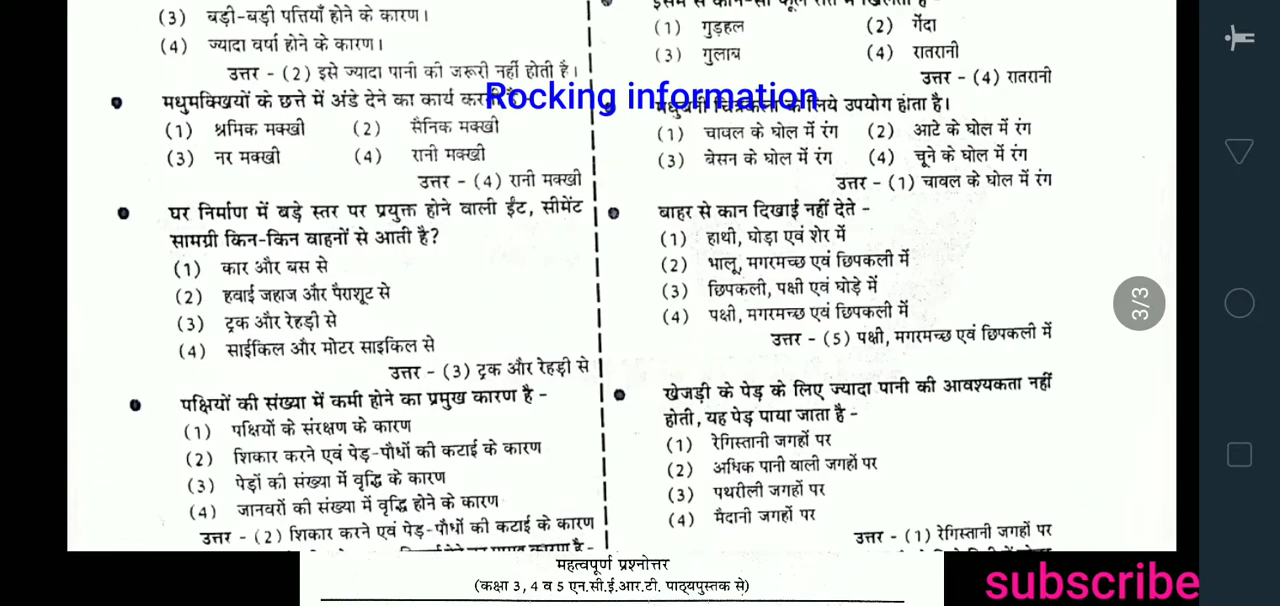 (3) बड़ी-बड़ी पत्तियाँ होने के कारण।
(4) ज्यादा वर्षा होने के कारण।
उत्तर - (2) इसे ज्यादा पानी की जरूरी नहीं होती है।
मधुमक्खियों के छत्ते में अंडे देने का कार्य करती है -
(1) श्रमिक मक्खी (2) सैनिक मक्खी
(3) नर मक्खी (4) रानी मक्खी
उत्तर - (4) रानी मक्खी
घर निर्माण में बड़े स्तर पर प्रयुक्त होने वाली ईंट, सीमेंट
सामग्री किन-किन वाहनों से आती है?
(1) कार और बस से
(2) हवाई जहाज और पैराशूट से
(3) ट्रक और रेहड़ी से
(4) साईकिल और मोटर साइकिल से
उत्तर - (3) ट्रक और रेहड़ी से
पक्षियों की संख्या में कमी होने का प्रमुख कारण है -
(1) पक्षियों के संरक्षण के कारण
(2) शिकार करने एवं पेड़-पौधों की कटाई के कारण
(3) पेड़ों की संख्या में वृद्धि के कारण
(4) जानवरों की संख्या में वृद्धि होने के कारण
उत्तर - (2) शिकार करने एवं पेड़-पौधों की कटाई के कारण
(1) गुड़हल (2) गेंदा
(3) गुलाब (4) रातरानी
उत्तर - (4) रातरानी
Rocking information
के लिये उपयोग होता है।
(1) चावल के घोल में रंग (2) आटे के घोल में रंग
(3) बेसन के घोल में रंग (4) चूने के घोल में रंग
उत्तर - (1) चावल के घोल में रंग
बाहर से कान दिखाई नहीं देते -
(1) हाथी, घोड़ा एवं शेर में
(2) भालू, मगरमच्छ एवं छिपकली में
(3) छिपकली, पक्षी एवं घोड़े में
(4) पक्षी, मगरमच्छ एवं छिपकली में
उत्तर - (5) पक्षी, मगरमच्छ एवं छिपकली में
खेजड़ी के पेड़ के लिए ज्यादा पानी की आवश्यकता नहीं
होती, यह पेड़ पाया जाता है -
(1) रेगिस्तानी जगहों पर
(2) अधिक पानी वाली जगहों पर
(3) पथरीली जगहों पर
(4) मैदानी जगहों पर
उत्तर - (1) रेगिस्तानी जगहों पर
3/3
महत्वपूर्ण प्रश्नोत्तर
(कक्षा 3, 4 व 5 एन.सी.ई.आर.टी. पाठ्यपुस्तक से)
subscribe